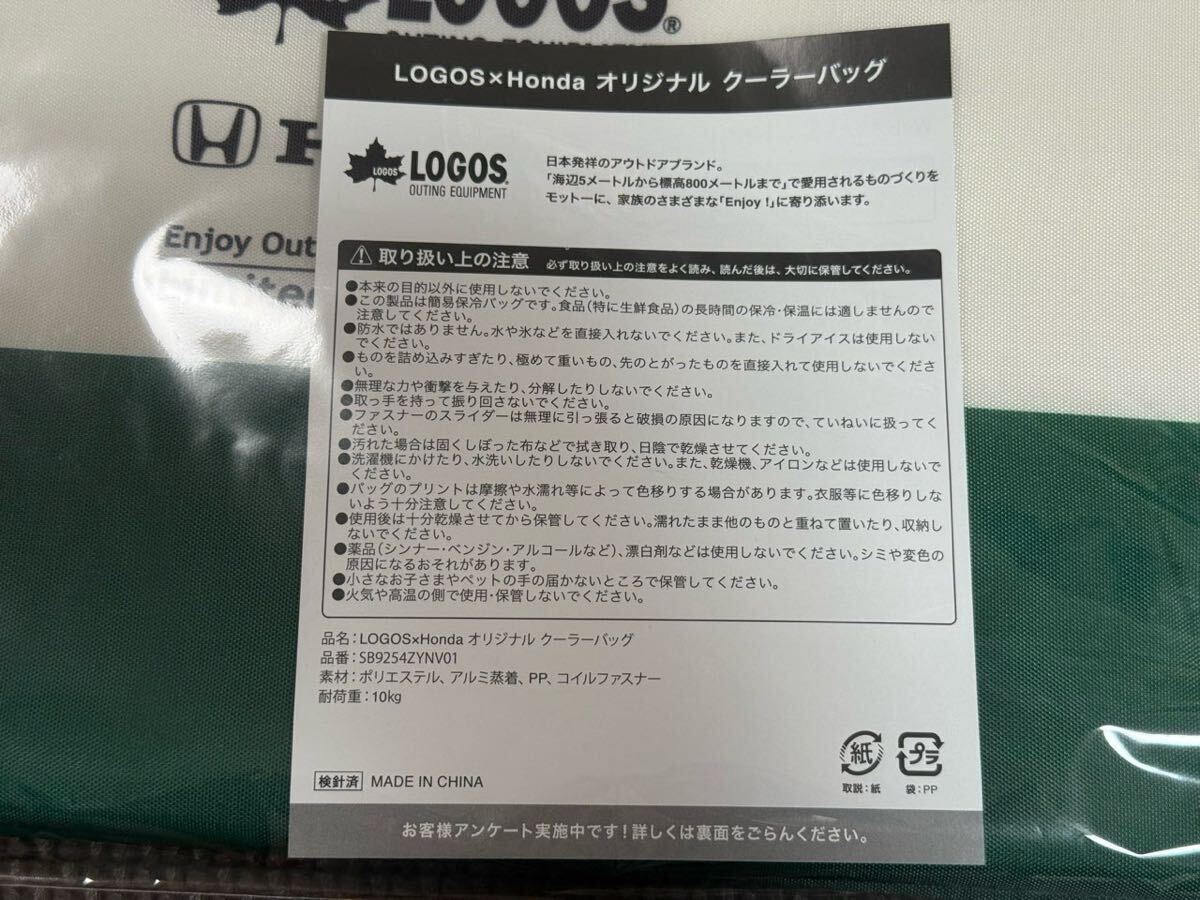 LOGOS®
LOGOS×Honda オリジナル クーラーバッグ
LOGOS
LOGOS®
OUTING EQUIPMENT
日本発祥のアウトドアブランド。
「海辺5メートルから標高800メートルまで」で愛用されるものづくりを
モットーに、家族のさまざまな「Enjoy !」に寄り添います。
H
Enjoy Out
取り扱い上の注意 必ず取り扱い上の注意をよく読み、読んだ後は、大切に保管してください。
●本来の目的以外に使用しないでください。
●この製品は簡易保冷バッグです。食品(特に生鮮食品)の長時間の保冷・保温には適しませんので
注意してください。
●防水ではありません。水や氷などを直接入れないでください。また、ドライアイスは使用しない
でください。
●ものを詰め込みすぎたり、極めて重いもの、先のとがったものを直接入れて使用しないでくださ
い。
●無理な力や衝撃を与えたり、分解したりしないでください。
●取っ手を持って振り回さないでください。
●ファスナーのスライダーは無理に引っ張ると破損の原因になりますので、ていねいに扱ってく
ださい。
●汚れた場合は固くしぼった布などで拭き取り、日陰で乾燥させてください。
●洗濯機にかけたり、水洗いしたりしないでください。また、乾燥機、アイロンなどは使用しないで
ください。
●バッグのプリントは摩擦や水濡れ等によって色移りする場合があります。衣服等に色移りしな
いよう十分注意してください。
●使用後は十分乾燥させてから保管してください。濡れたまま他のものと重ねて置いたり、収納し
ないでください。
●薬品(シンナー・ベンジン・アルコールなど)、漂白剤などは使用しないでください。シミや変色の
原因になるおそれがあります。
●小さなお子さまやペットの手の届かないところで保管してください。
●火気や高温の側で使用・保管しないでください。
品名:LOGOS×Honda オリジナル クーラーバッグ
品番:SB9254ZYNV01
素材:ポリエステル、アルミ蒸着、PP、コイルファスナー
耐荷重:10kg
紙 プラ
取説:紙 袋:PP
検針済 MADE IN CHINA
お客様アンケート実施中です!詳しくは裏面をごらんください。